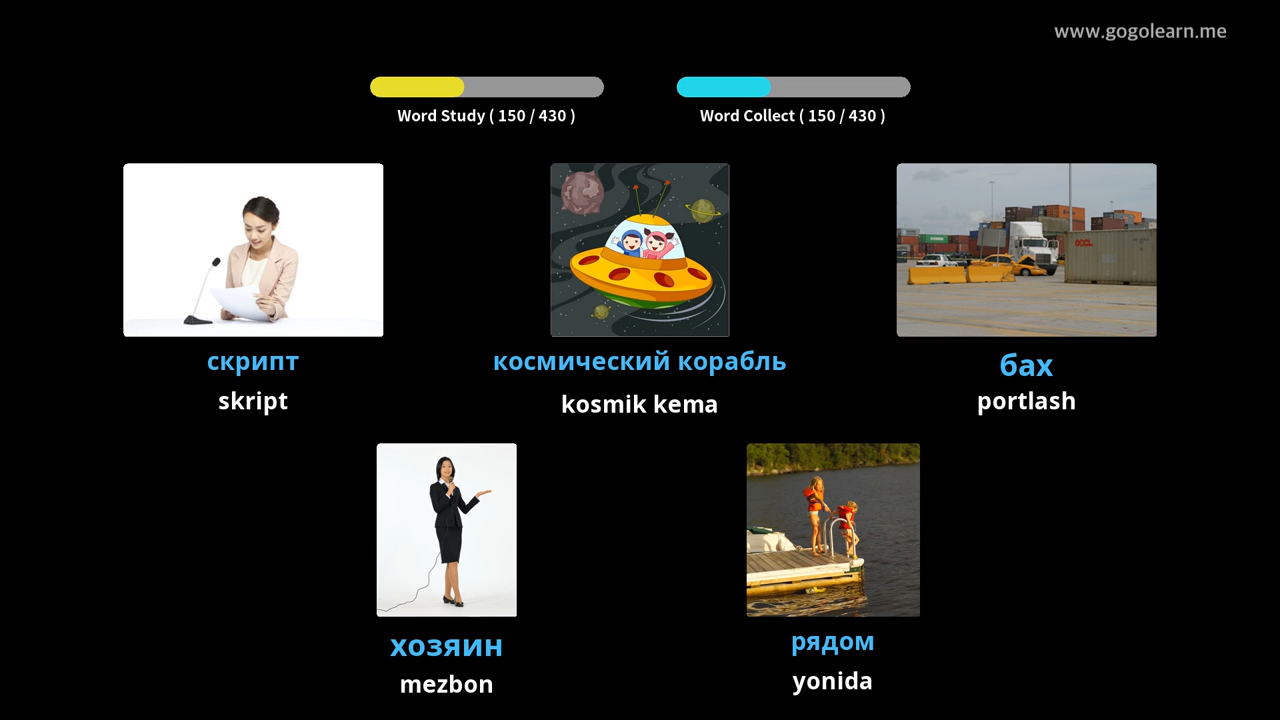 www.gogolearn.me
Word Study ( 150 / 430 )
Word Collect ( 150 / 430 )
скрипт
skript
космический корабль
kosmik kema
бах
portlash
хозяин
mezbon
рядом
yonida